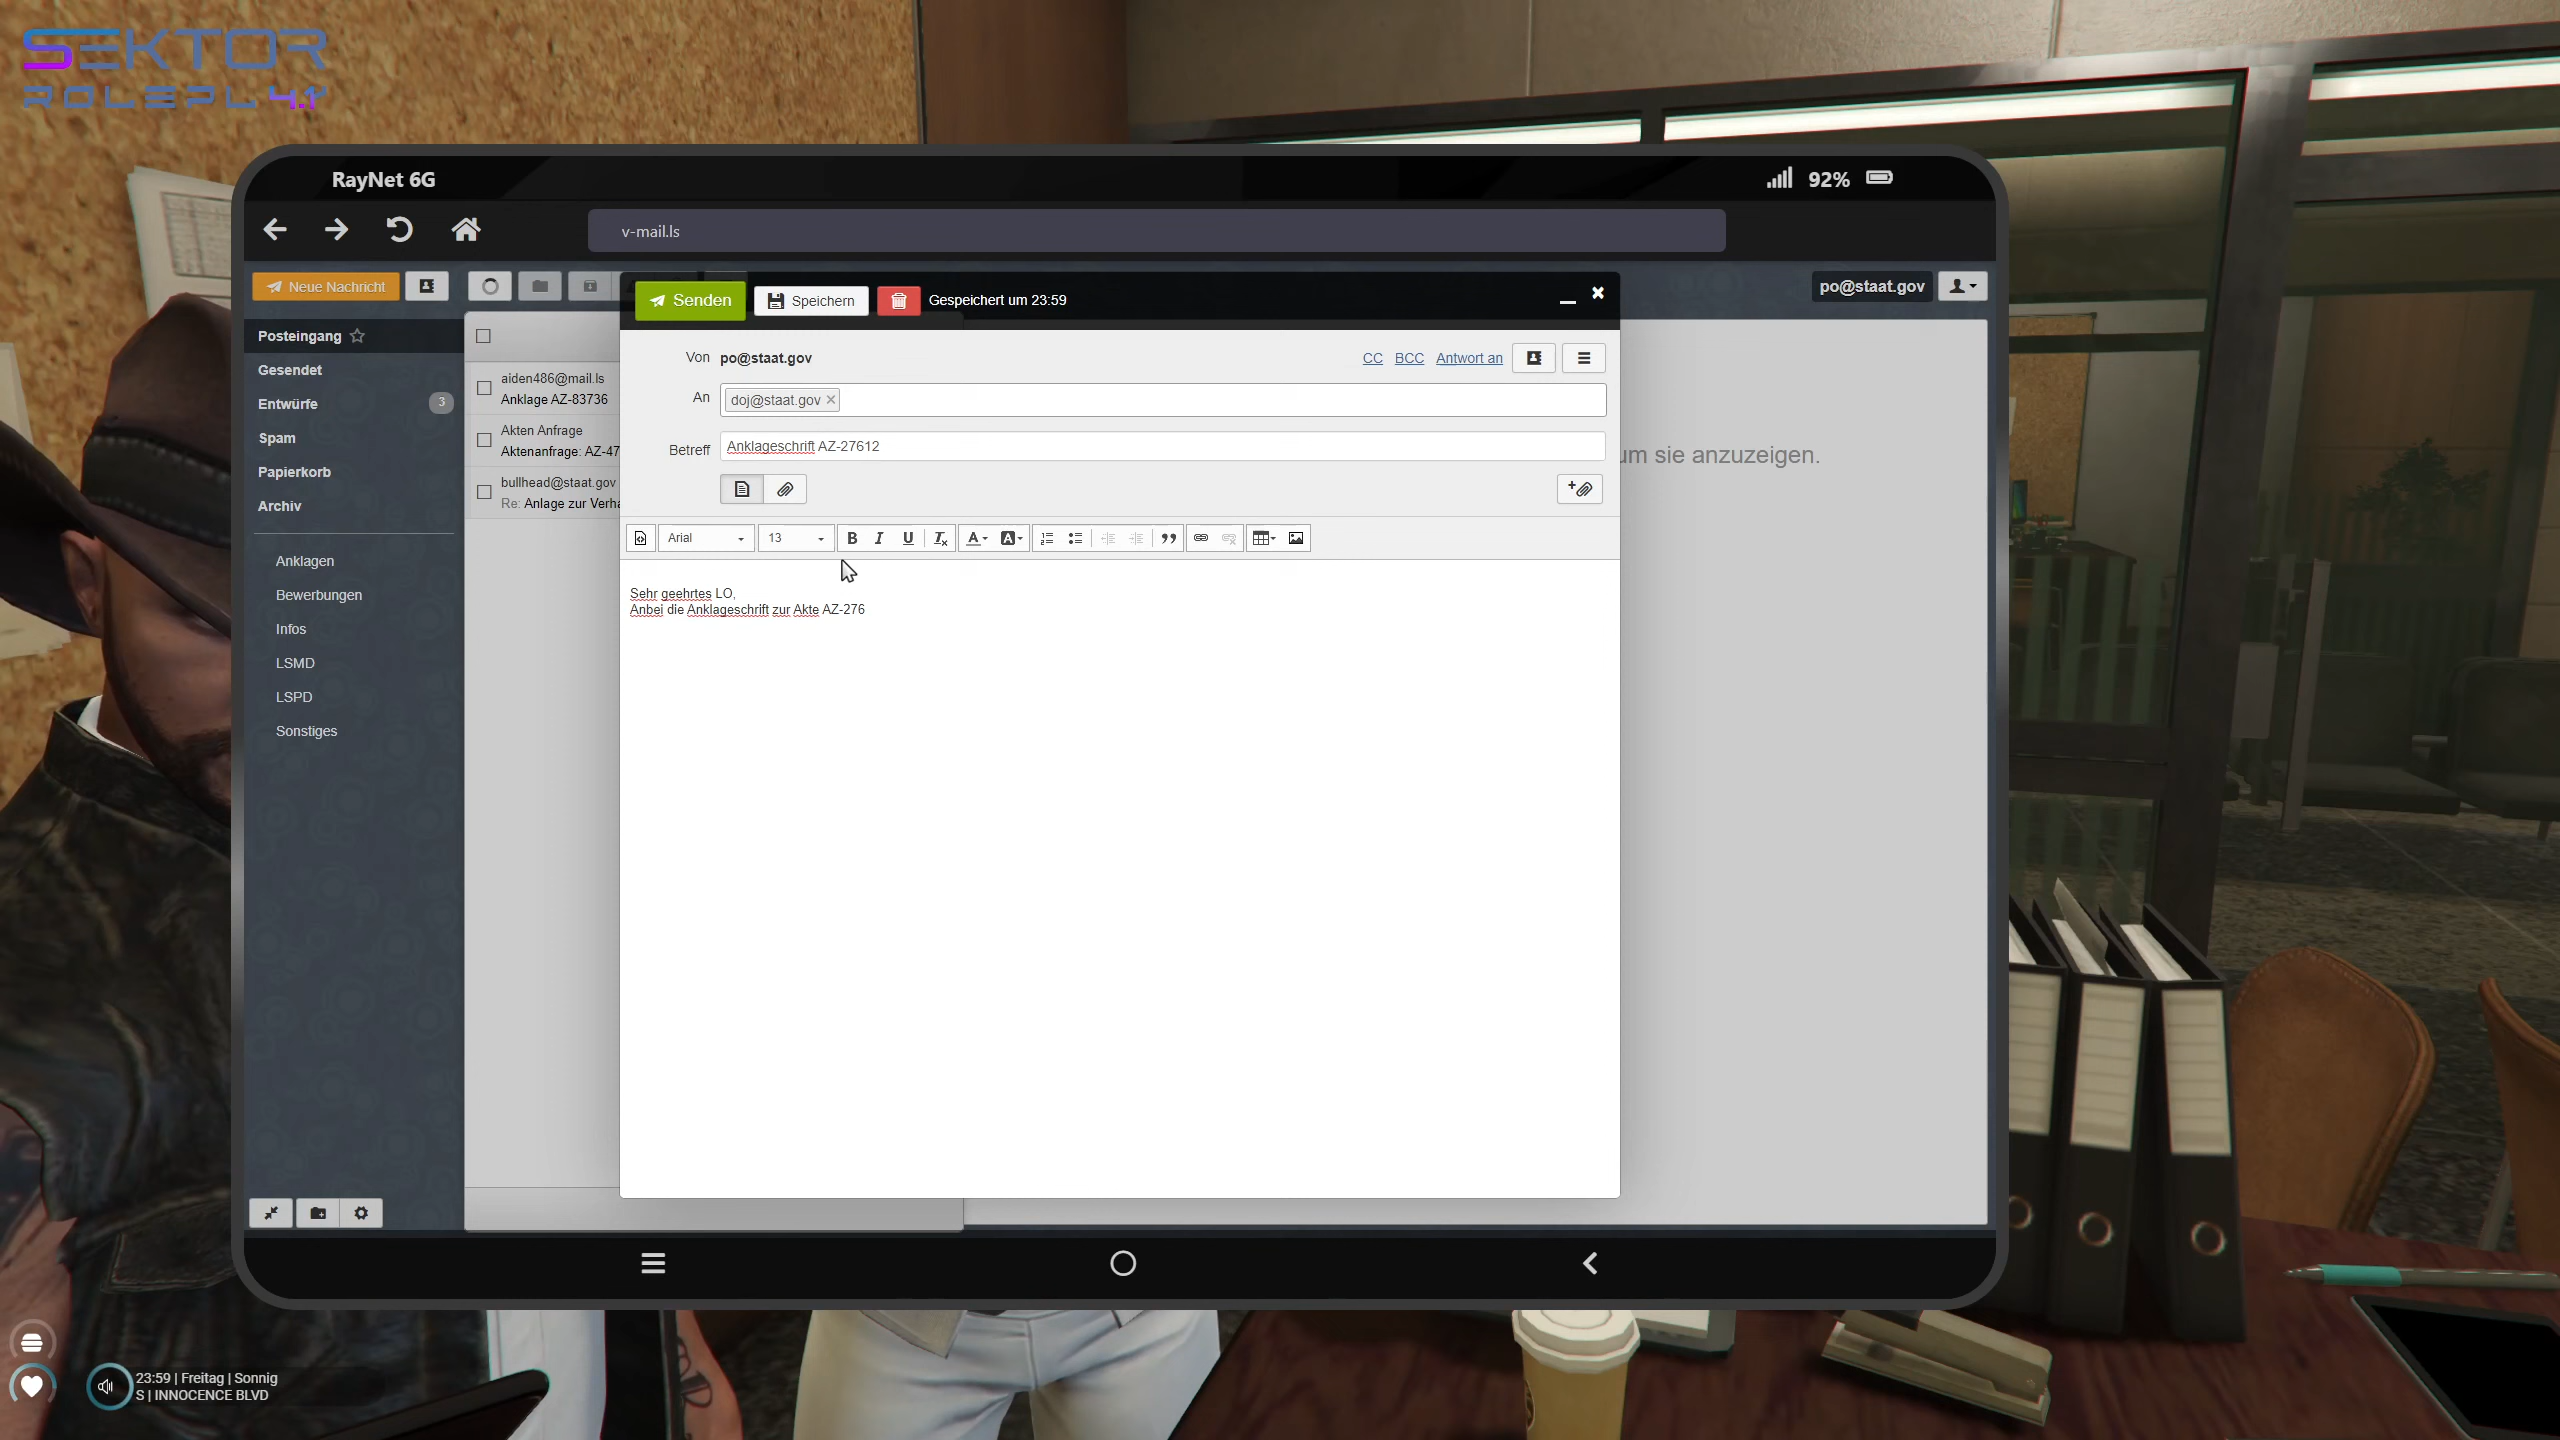 SEKTOR
ROLEPL 4.1
RayNet 6G
92%
v-mail.ls
Neue Nachricht
po@staat.gov
Posteingang
Gesendet
Entwürfe 3
Spam
Papierkorb
Archiv
Anklagen
Bewerbungen
Infos
LSMD
LSPD
Sonstiges
aiden486@mail.ls
Anklage AZ-83736
Akten Anfrage
Aktenanfrage: AZ-47
bullhead@staat.gov
Re: Anlage zur Verha
Senden Speichern Gespeichert um 23:59
Von po@staat.gov CC BCC Antwort an
An doj@staat.gov
Betreff Anklageschrift AZ-27612
um sie anzuzeigen.
Arial 13
Sehr geehrtes LO,
Anbei die Anklageschrift zur Akte AZ-276
23:59 | Freitag | Sonnig
S | INNOCENCE BLVD